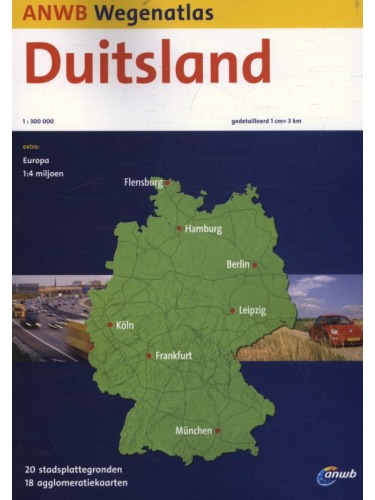 ANWB Wegenatlas
Duitsland
1 : 300 000
gedetailleerd 1 cm= 3 km
extra:
Europa
1:4 miljoen
Flensburg
Hamburg
Berlin
Leipzig
Köln
Frankfurt
München
20 stadsplattegronden
18 agglomeratiekaarten
anwb